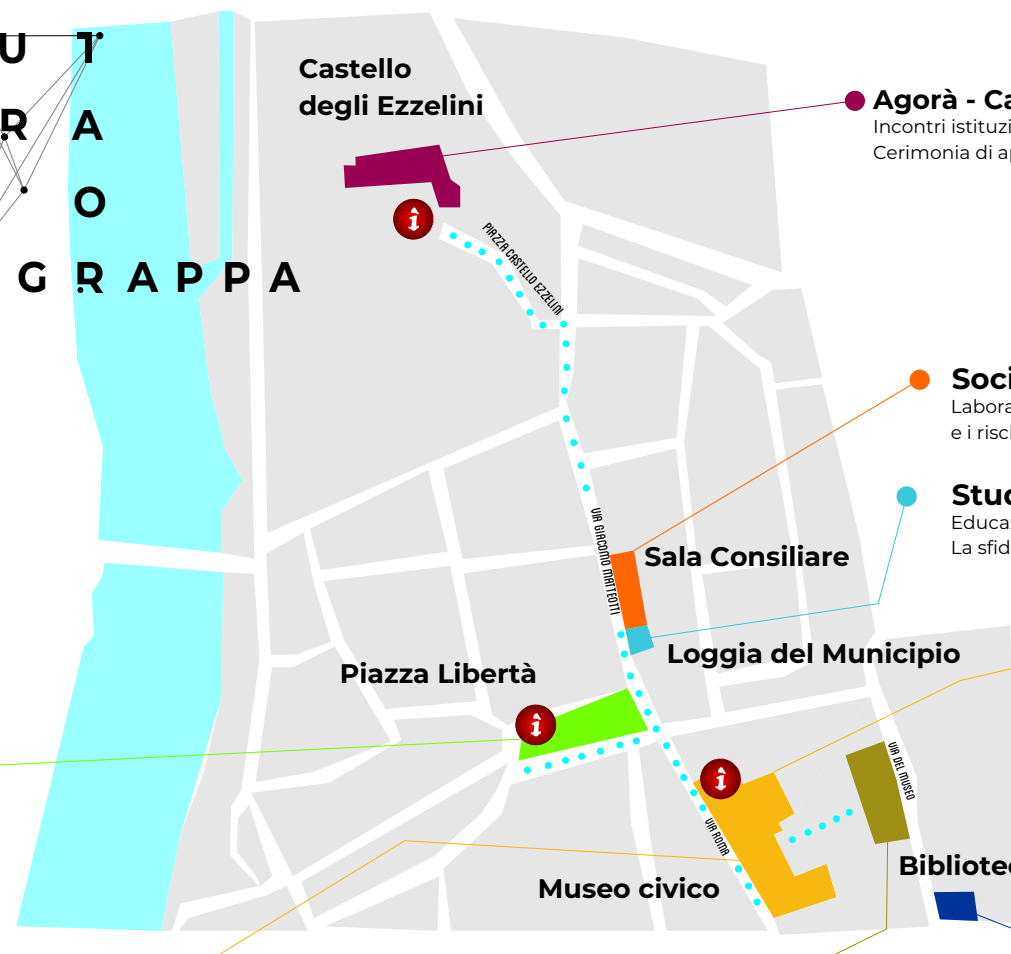 U T
R A
O
G R A P P A
Castello
degli Ezzelini
Agorà - Ca
Incontri istituzi
Cerimonia di ap
PIAZZA CASTELLO EZZELINI
Soci
Labora
e i risch
Stud
Educaz
La sfid
VIA GIACOMO MATTEOTTI
Sala Consiliare
Loggia del Municipio
Piazza Libertà
VIA DEL MUSEO
VIA ROMA
Museo civico
Bibliotec